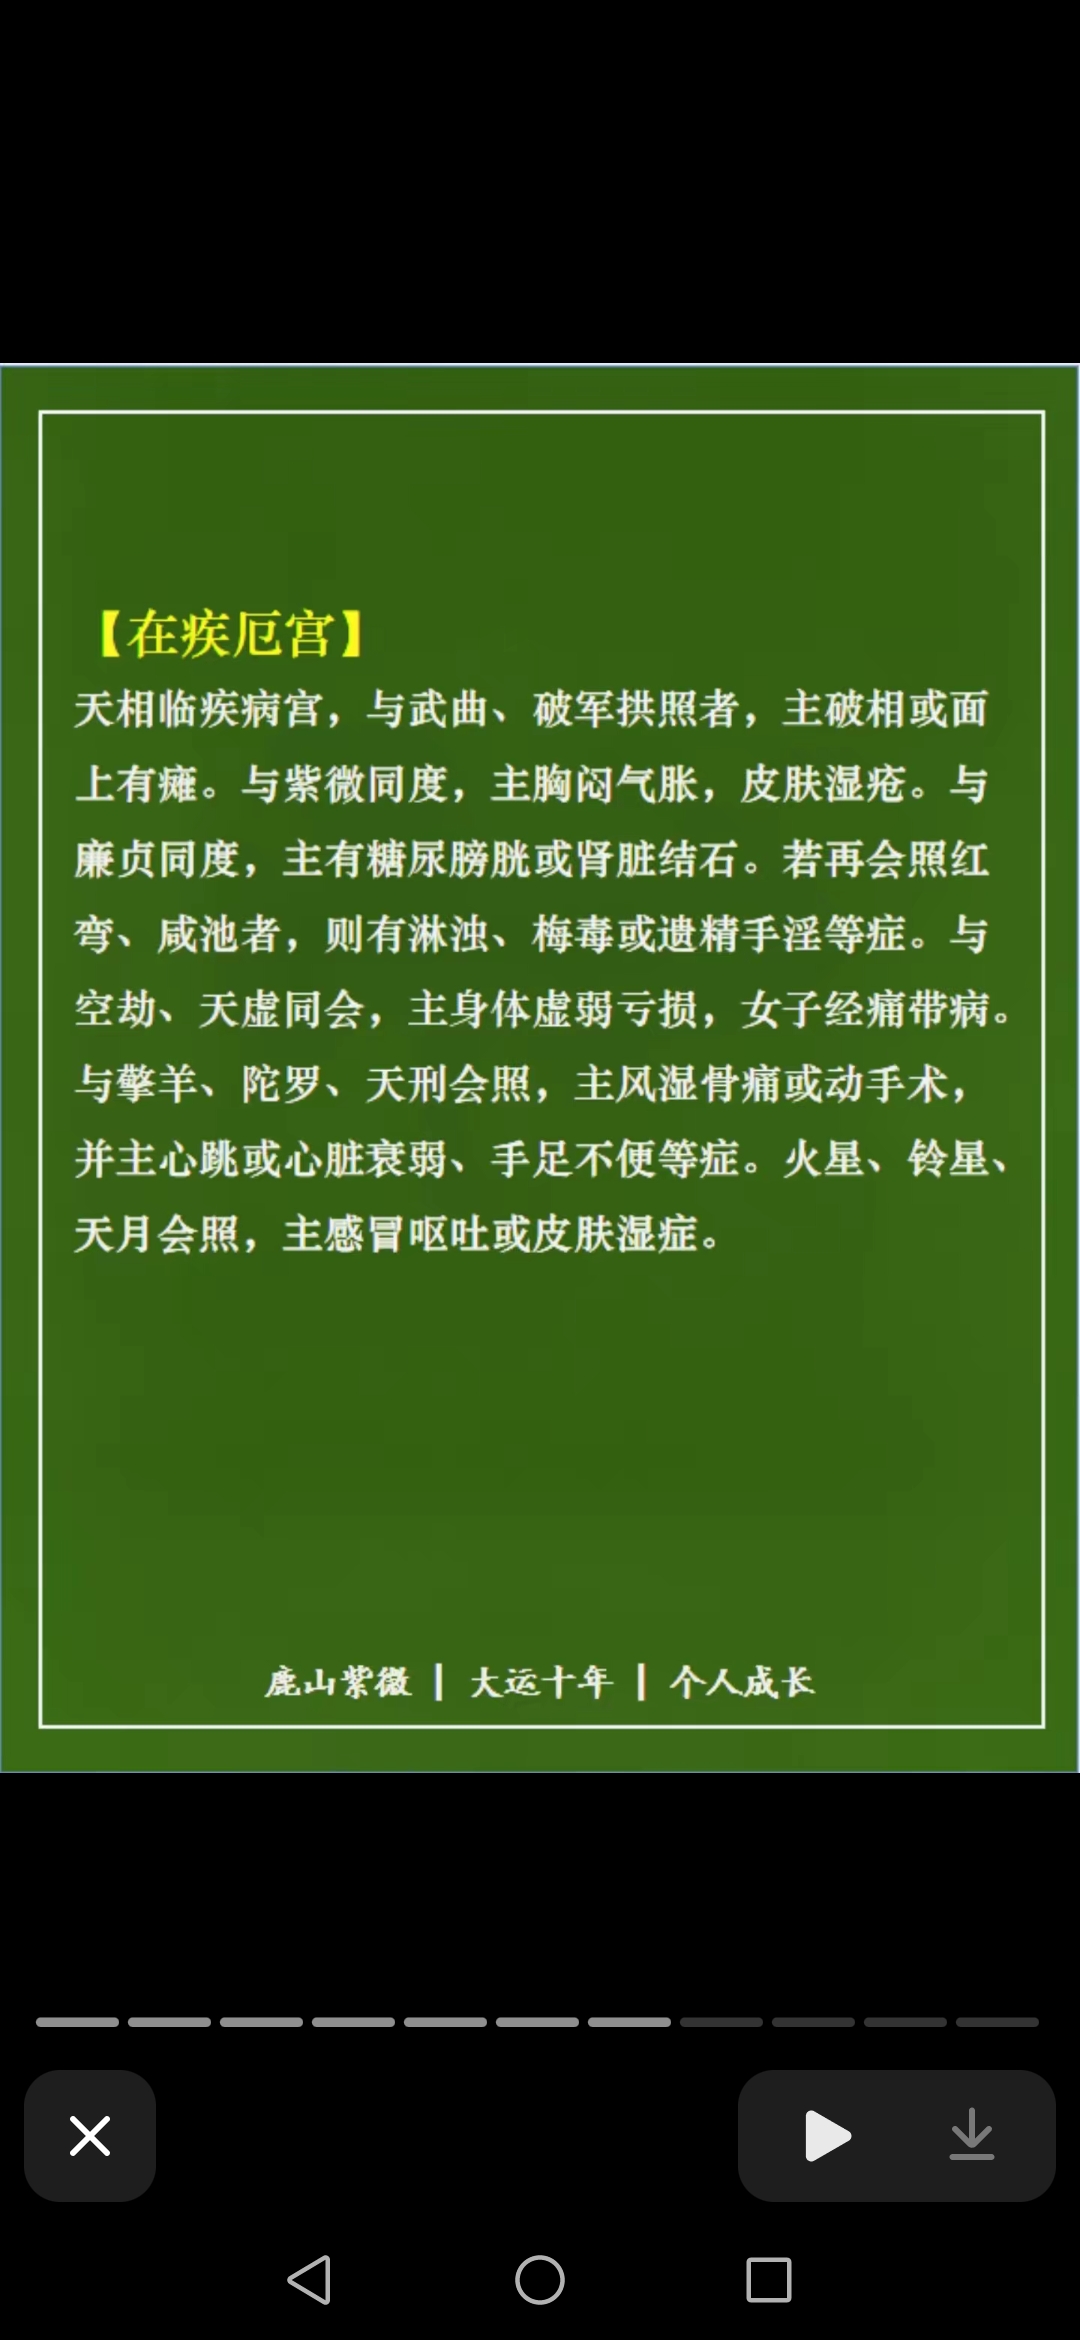 【在疾厄宫】
天相临疾病宫，与武曲、破军拱照者，主破相或面
上有瘫。与紫微同度，主胸闷气胀，皮肤湿疮。与
廉贞同度，主有糖尿膀胱或肾脏结石。若再会照红
弯、咸池者，则有淋浊、梅毒或遗精手淫等症。与
空劫、天虚同会，主身体虚弱亏损，女子经痛带病。
与擎羊、陀罗、天刑会照，主风湿骨痛或动手术，
并主心跳或心脏衰弱、手足不便等症。火星、铃星、
天月会照，主感冒呕吐或皮肤湿症。
鹿山紫微 | 大运十年 | 个人成长